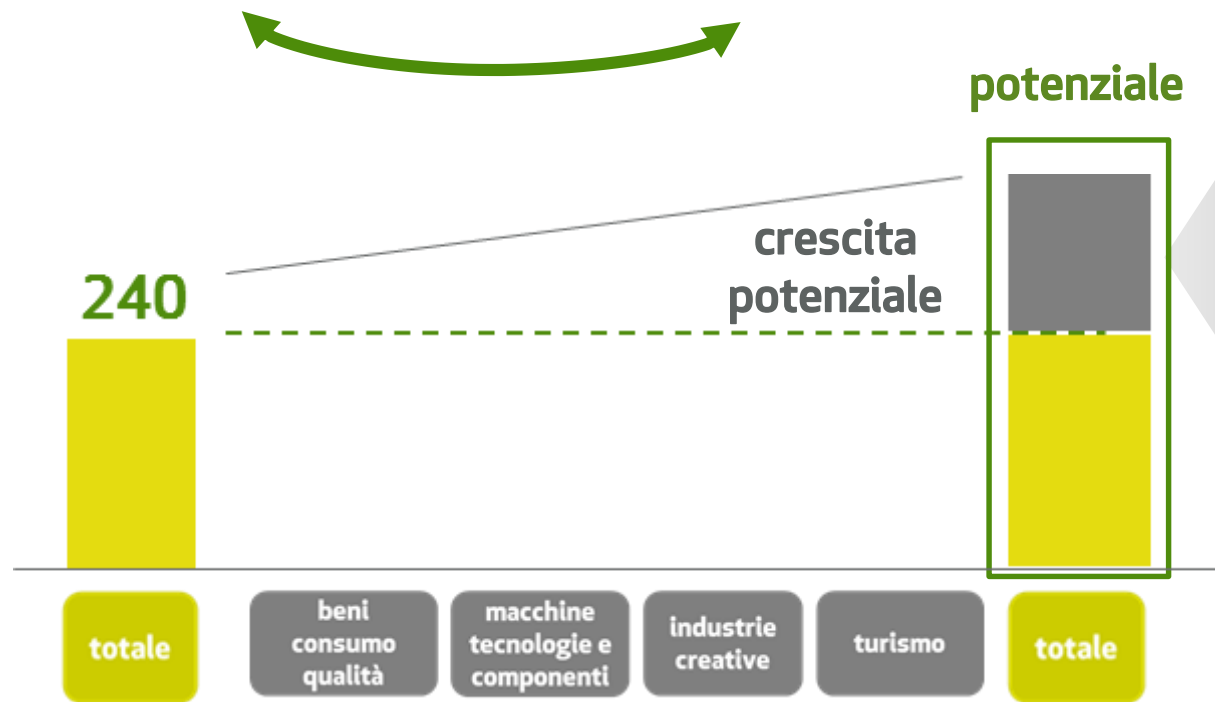 potenziale
crescita
potenziale
240
totale
beni
consumo
qualità
macchine
tecnologie e
componenti
industrie
creative
turismo
totale